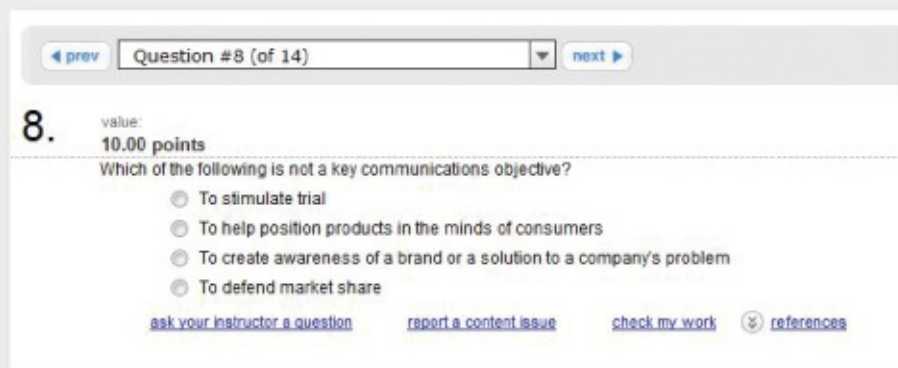 prev Question #8 (of 14) next
8.
value:
10.00 points
Which of the following is not a key communications objective?
To stimulate trial
To help position products in the minds of consumers
To create awareness of a brand or a solution to a company's problem
To defend market share
ask your instructor a question report a content issue check my work references